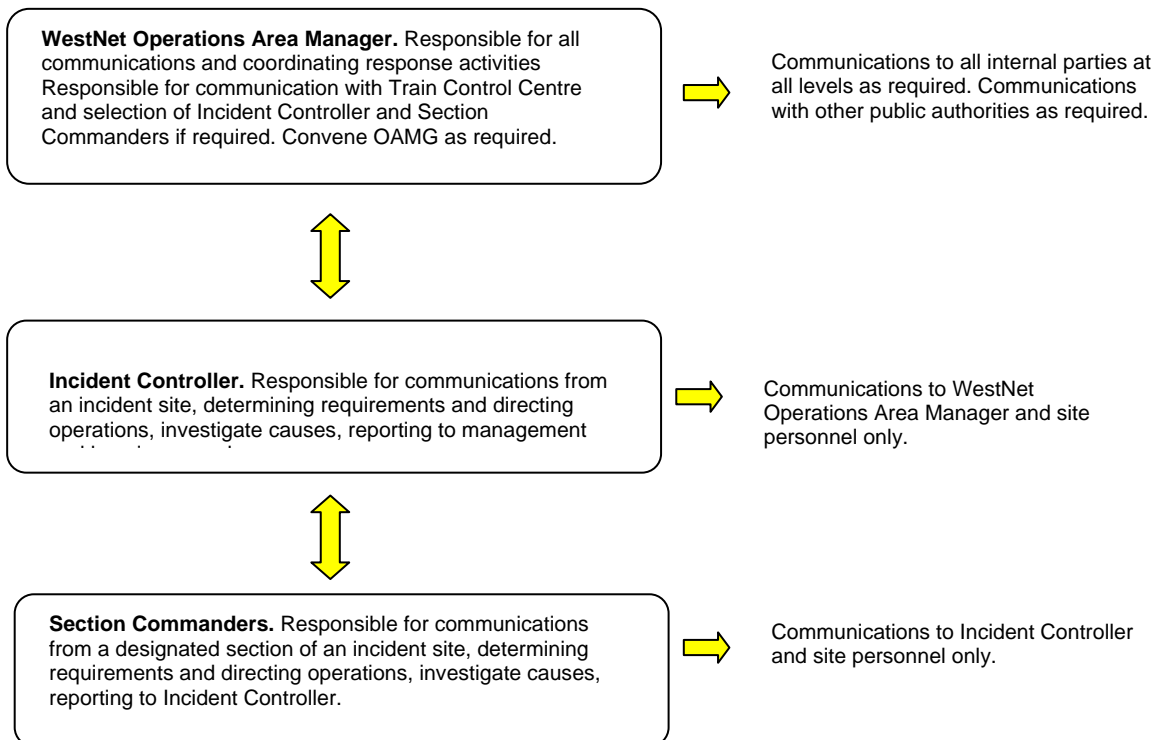 WestNet Operations Area Manager. Responsible for all
communications and coordinating response activities
Responsible for communication with Train Control Centre
and selection of Incident Controller and Section
Commanders if required. Convene OAMG as required.
Communications to all internal parties at
all levels as required. Communications
with other public authorities as required.
Incident Controller. Responsible for communications from
an incident site, determining requirements and directing
operations, investigate causes, reporting to management
Communications to WestNet
Operations Area Manager and site
personnel only.
Section Commanders. Responsible for communications
from a designated section of an incident site, determining
requirements and directing operations, investigate causes,
reporting to Incident Controller.
Communications to Incident Controller
and site personnel only.